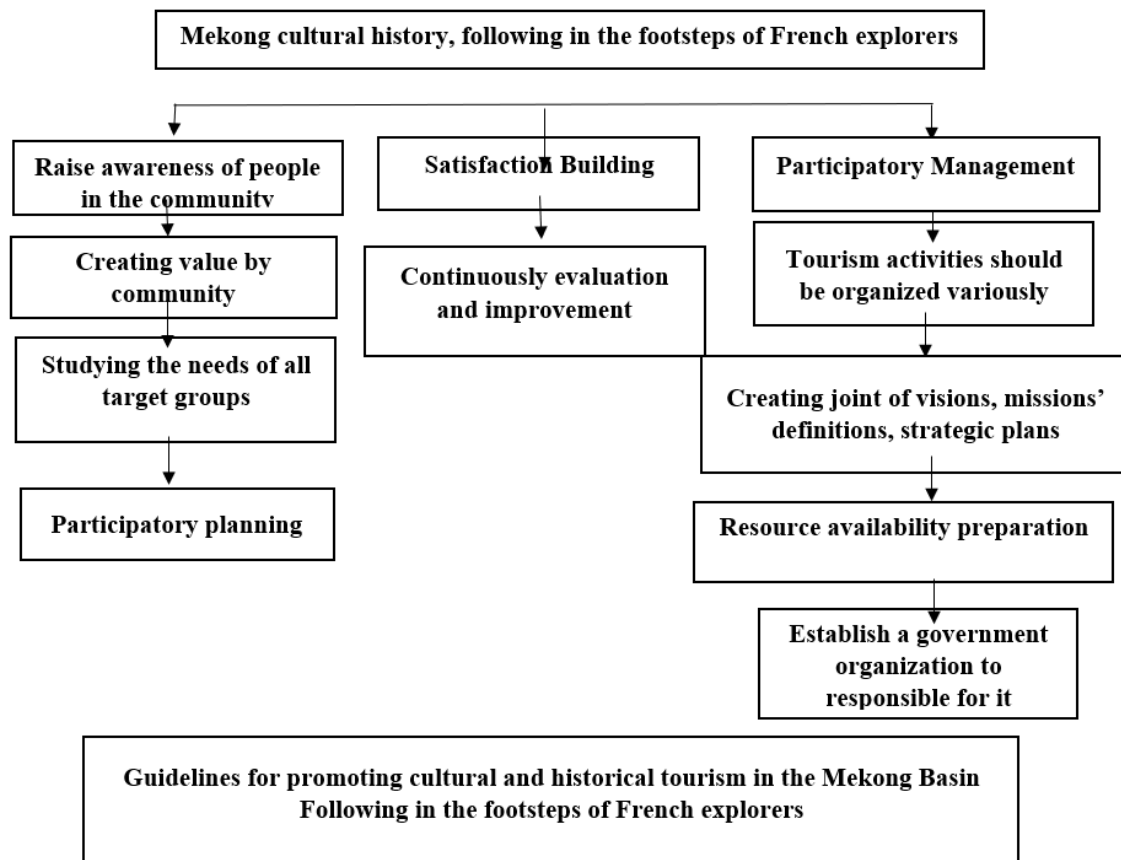 Mekong cultural history, following in the footsteps of French explorers
Raise awareness of people
in the community
Creating value by
community
Studying the needs of all
target groups
Participatory planning
Satisfaction Building
Continuously evaluation
and improvement
Participatory Management
Tourism activities should
be organized variously
Creating joint of visions, missions’
definitions, strategic plans
Resource availability preparation
Establish a government
organization to
responsible for it
Guidelines for promoting cultural and historical tourism in the Mekong Basin
Following in the footsteps of French explorers